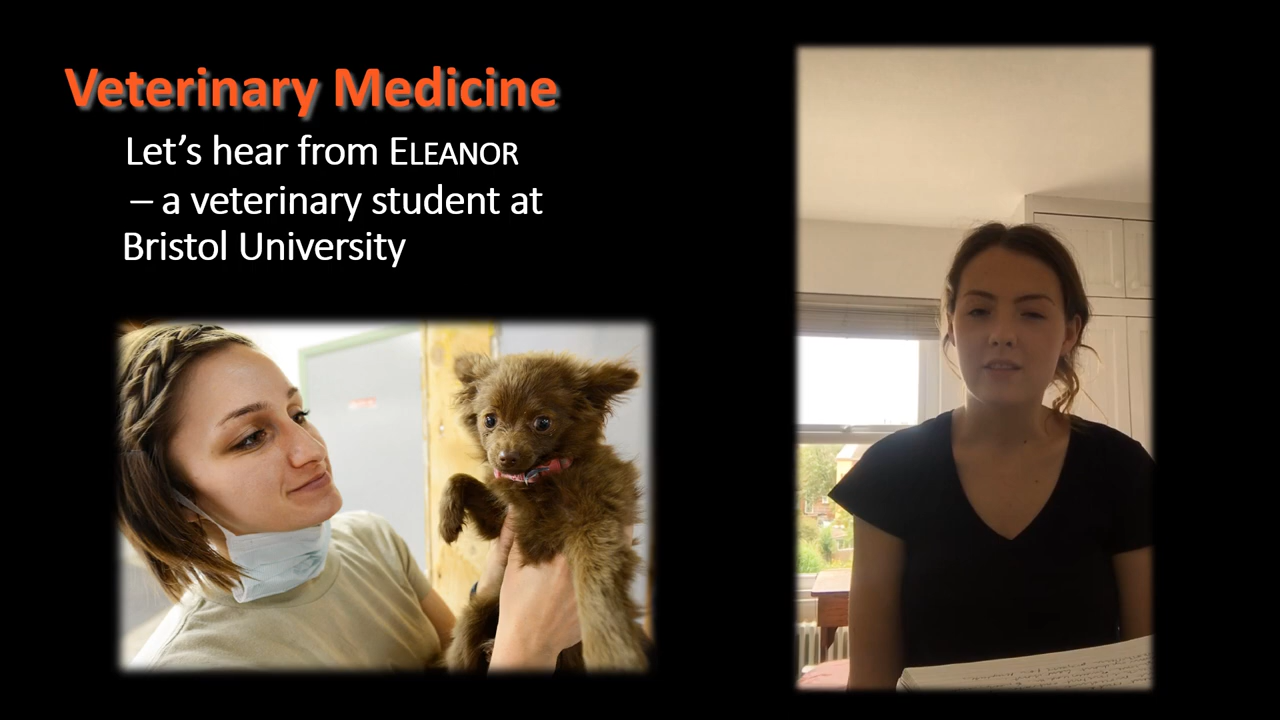 Veterinary Medicine
Let’s hear from ELEANOR
– a veterinary student at
Bristol University